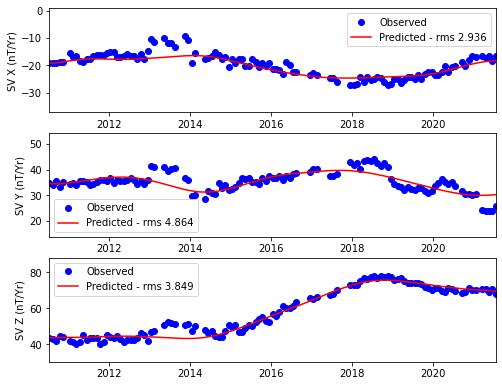 0
−10
−20
−30
SV X (nT/Yr)
Observed
Predicted - rms 2.936
2012
2014
2016
2018
2020
50
40
30
20
SV Y (nT/Yr)
Observed
Predicted - rms 4.864
2012
2014
2016
2018
2020
80
60
40
SV Z (nT/Yr)
Observed
Predicted - rms 3.849
2012
2014
2016
2018
2020